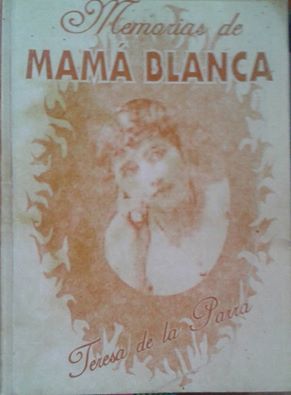 Memorias de
MAMÁ BLANCA
Teresa de la Parra